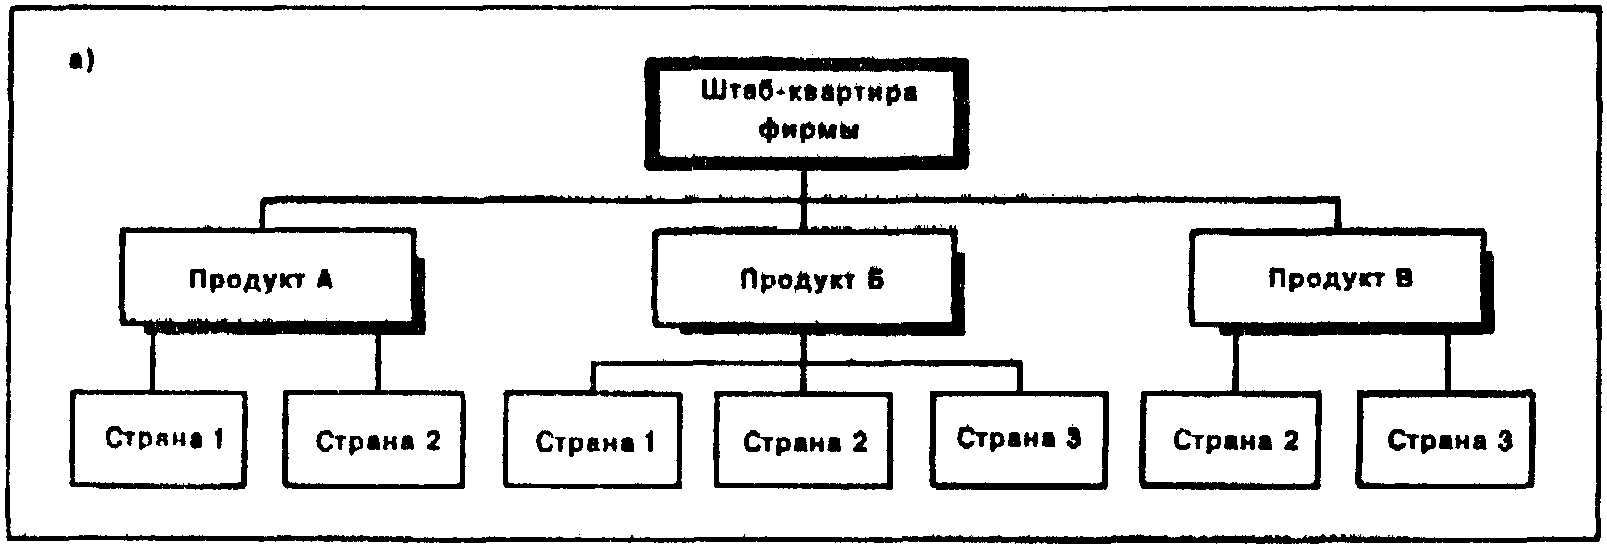 а)
Штаб-квартира
фирмы
Продукт А
Продукт Б
Продукт В
Страна 1
Страна 2
Страна 1
Страна 2
Страна 3
Страна 2
Страна 3